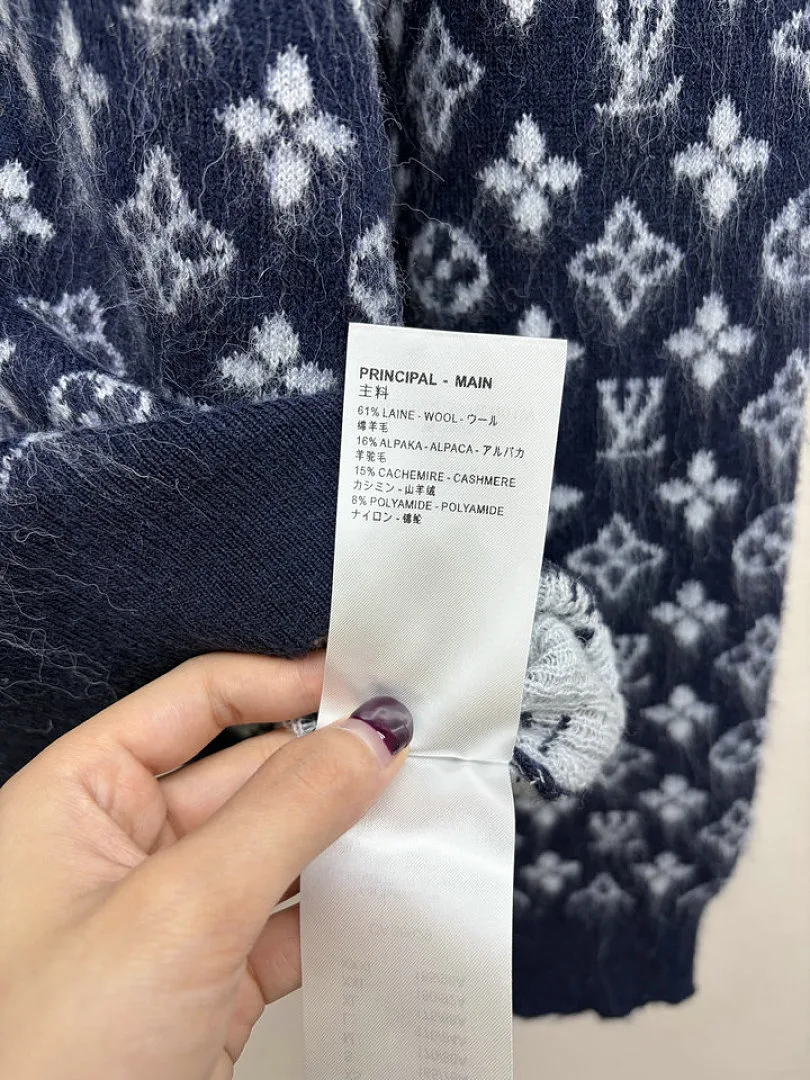 PRINCIPAL - MAIN
主料
61% LAINE - WOOL - ウール
绵羊毛
16% ALPAKA - ALPACA - アルパカ
羊驼毛
15% CACHEMIRE - CASHMERE
カシミン - 山羊绒
8% POLYAMIDE - POLYAMIDE
ナイロン - 锦纶